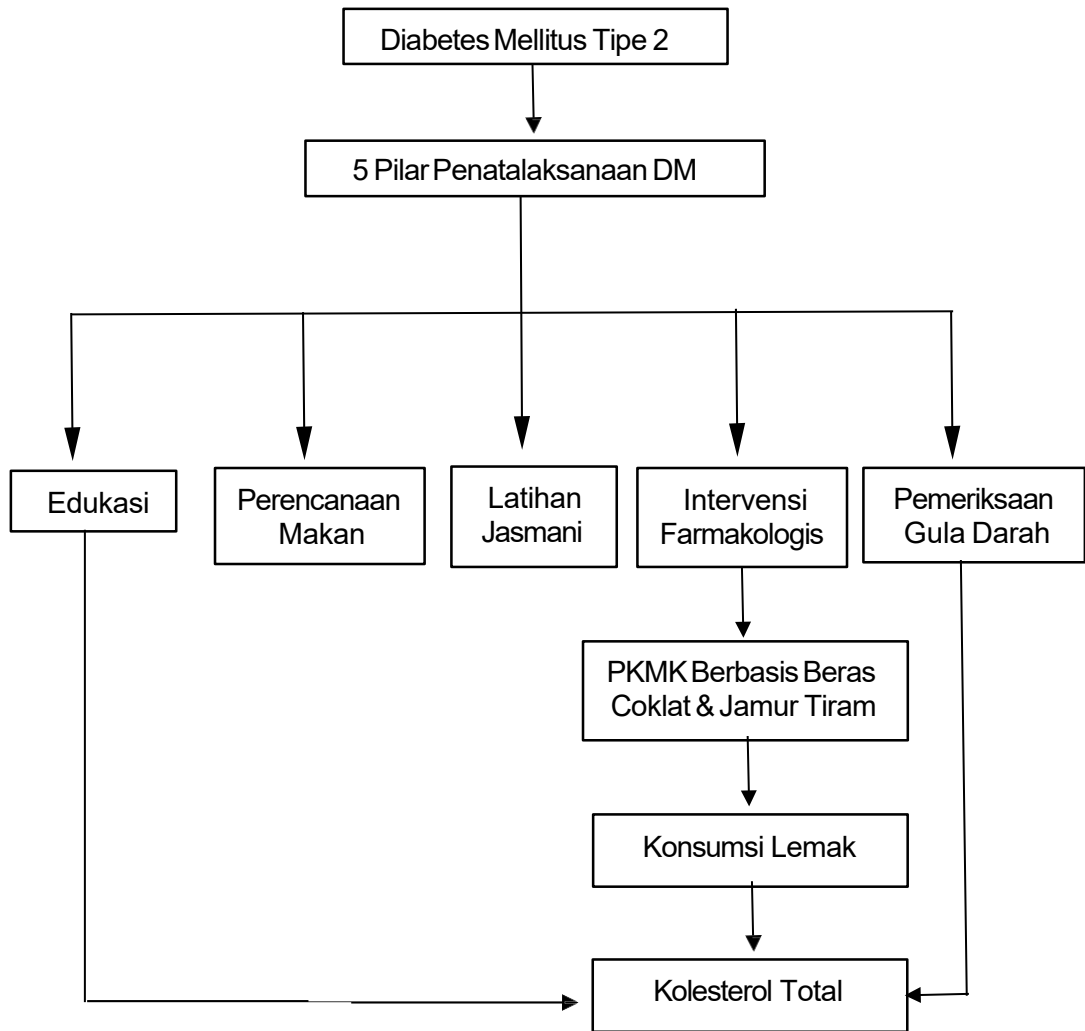 Diabetes Mellitus Tipe 2
5 Pilar Penatalaksanaan DM
Edukasi
Perencanaan
Makan
Latihan
Jasmani
Intervensi
Farmakologis
Pemeriksaan
Gula Darah
PKMK Berbasis Beras
Coklat & Jamur Tiram
Konsumsi Lemak
Kolesterol Total